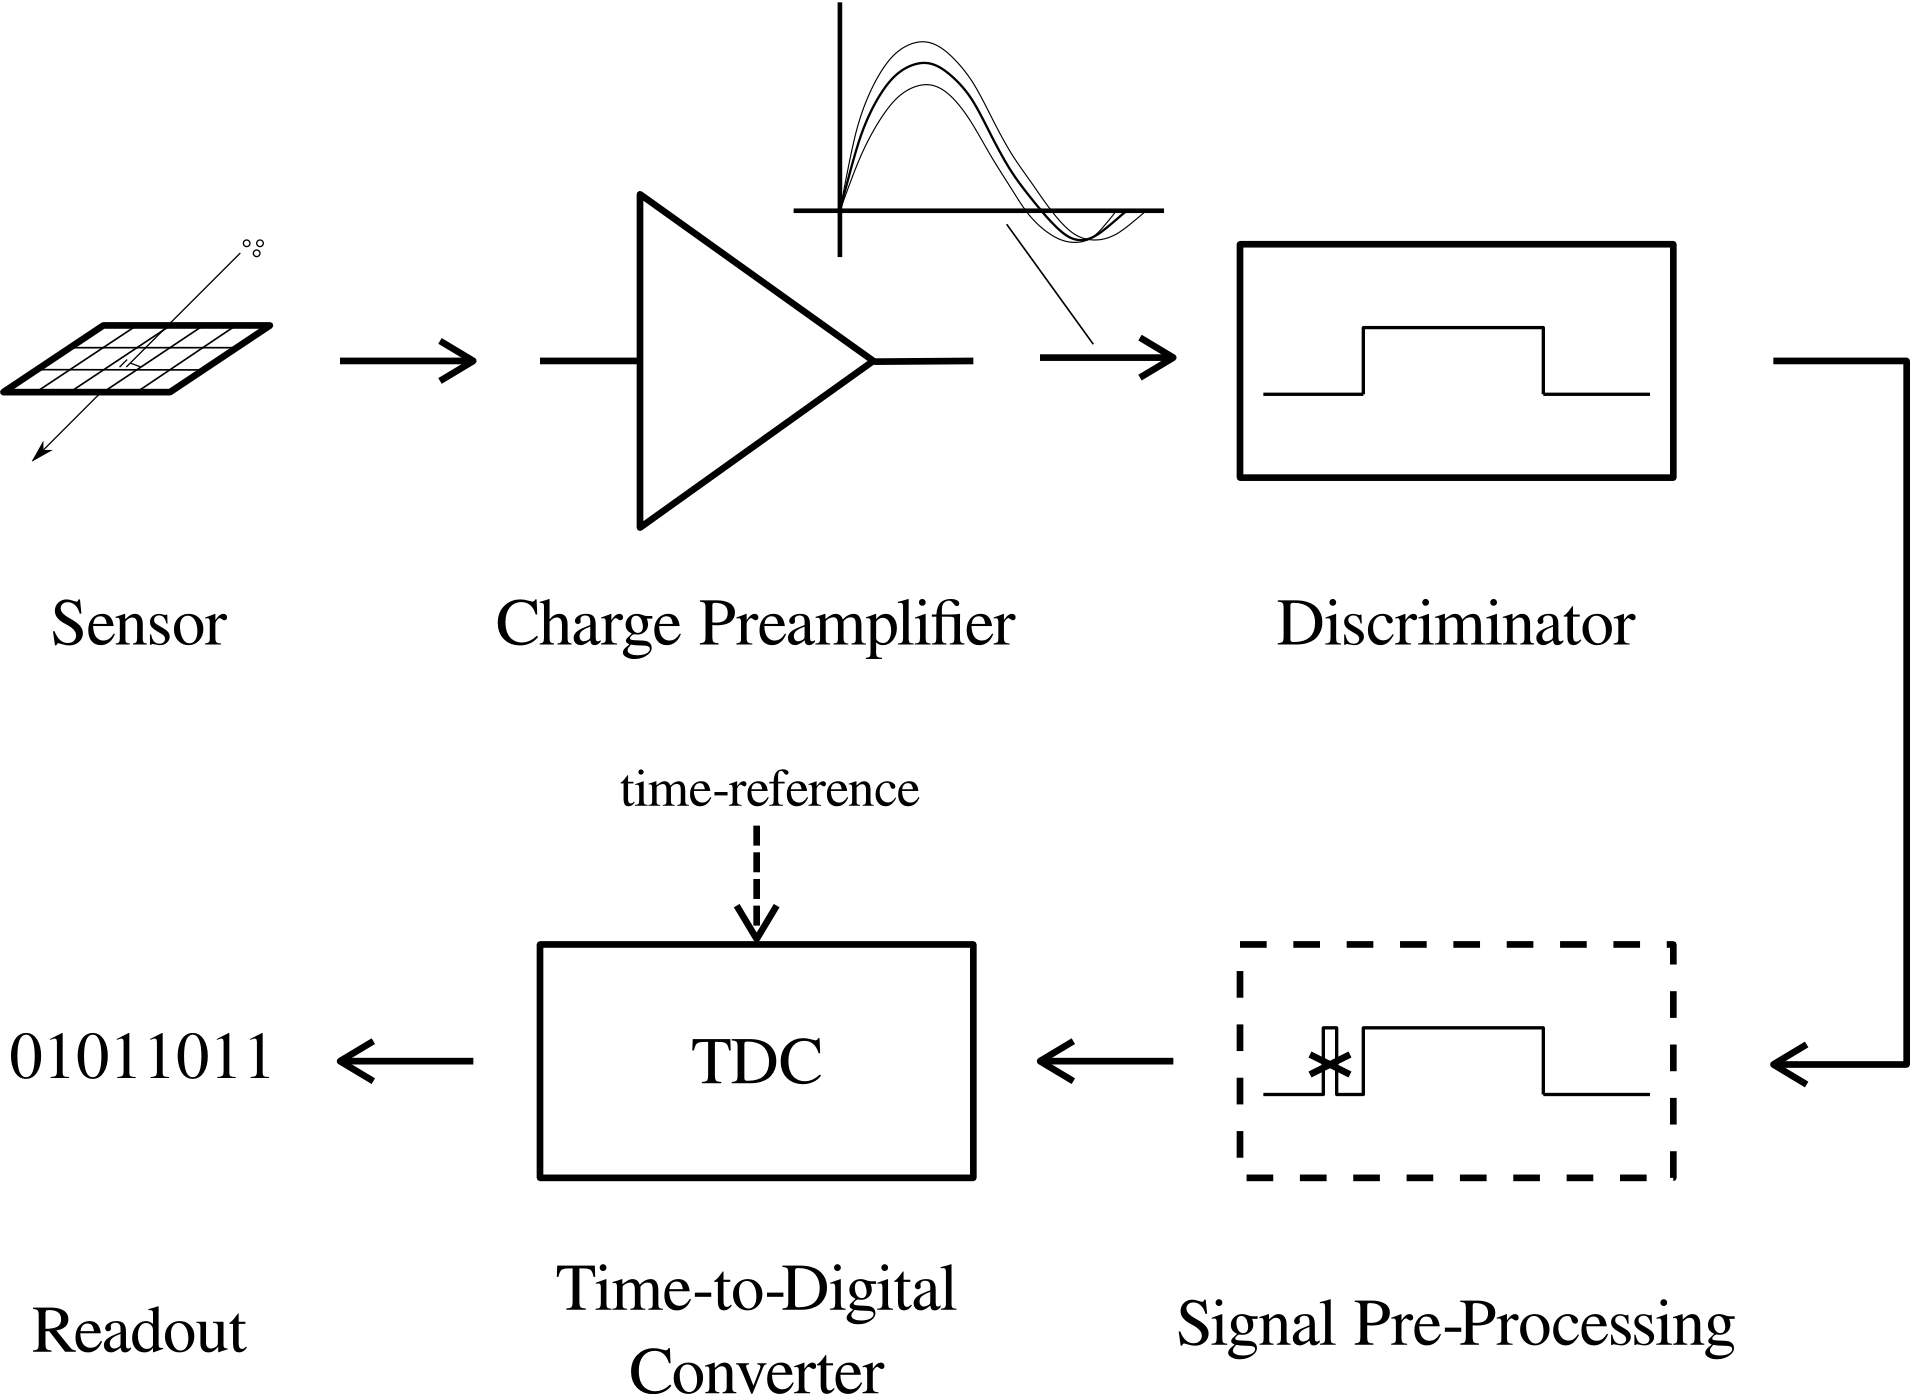 Sensor
Charge Preamplifier
Discriminator
time-reference
01011011
TDC
Readout
Time-to-Digital
Converter
Signal Pre-Processing